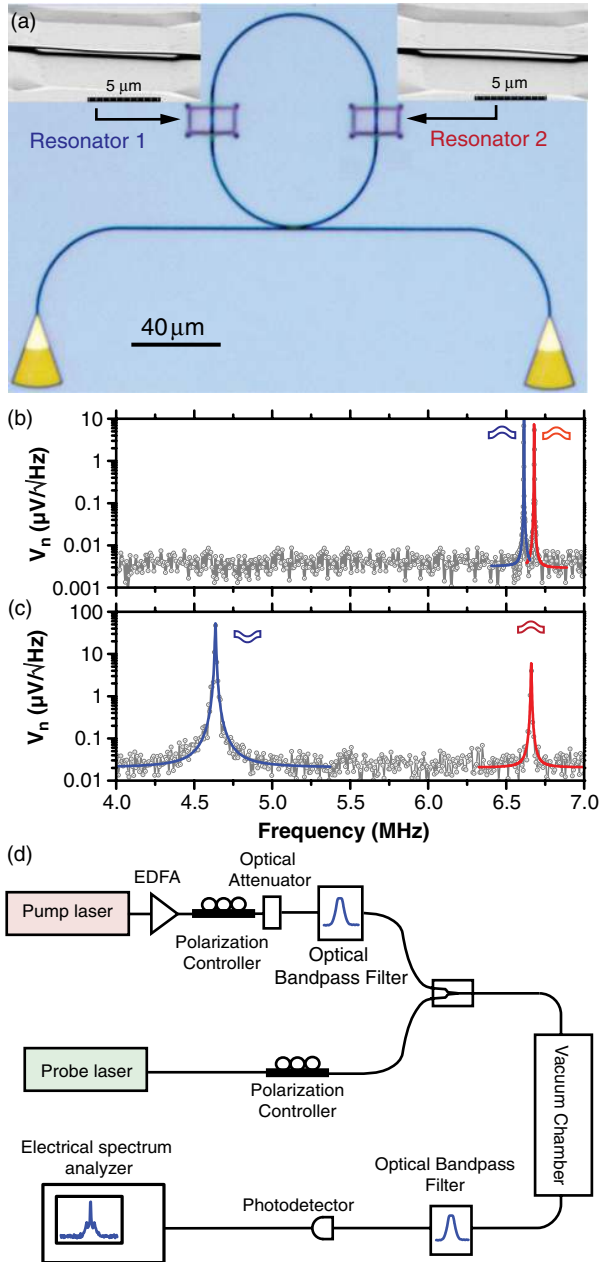 (a)
5 μm
5 μm
Resonator 1
Resonator 2
40 μm
(b)
10
1
0.1
0.01
0.001
Vn (μV/√Hz)
(c)
100
10
1
0.1
0.01
Vn (μV/√Hz)
4.0 4.5 5.0 5.5 6.0 6.5 7.0
Frequency (MHz)
(d)
EDFA
Optical
Attenuator
Pump laser
Polarization
Controller
Optical
Bandpass Filter
Probe laser
Polarization
Controller
Vacuum Chamber
Electrical spectrum
analyzer
Photodetector
Optical Bandpass
Filter